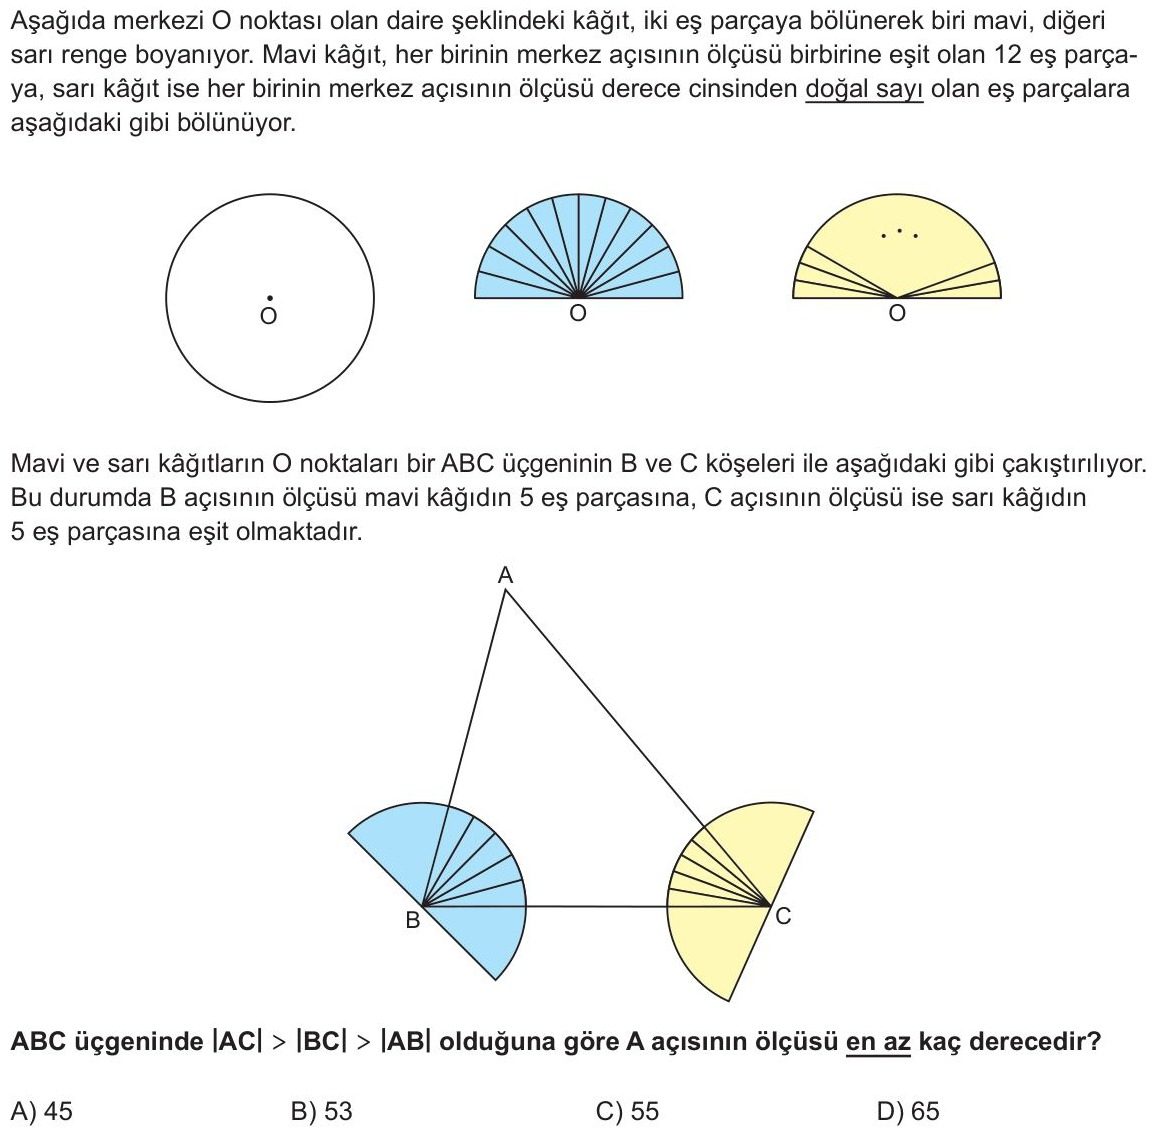 Aşağıda merkezi O noktası olan daire şeklindeki kâğıt, iki eş parçaya bölünerek biri mavi, diğeri
sarı renge boyanıyor. Mavi kâğıt, her birinin merkez açısının ölçüsü birbirine eşit olan 12 eş parça-
ya, sarı kâğıt ise her birinin merkez açısının ölçüsü derece cinsinden doğal sayı olan eş parçalara
aşağıdaki gibi bölünüyor.
O
O
O
Mavi ve sarı kâğıtların O noktaları bir ABC üçgeninin B ve C köşeleri ile aşağıdaki gibi çakıştırılıyor.
Bu durumda B açısının ölçüsü mavi kâğıdın 5 eş parçasına, C açısının ölçüsü ise sarı kâğıdın
5 eş parçasına eşit olmaktadır.
A
B
C
ABC üçgeninde |AC| > |BC| > |AB| olduğuna göre A açısının ölçüsü en az kaç derecedir?
A) 45 B) 53 C) 55 D) 65